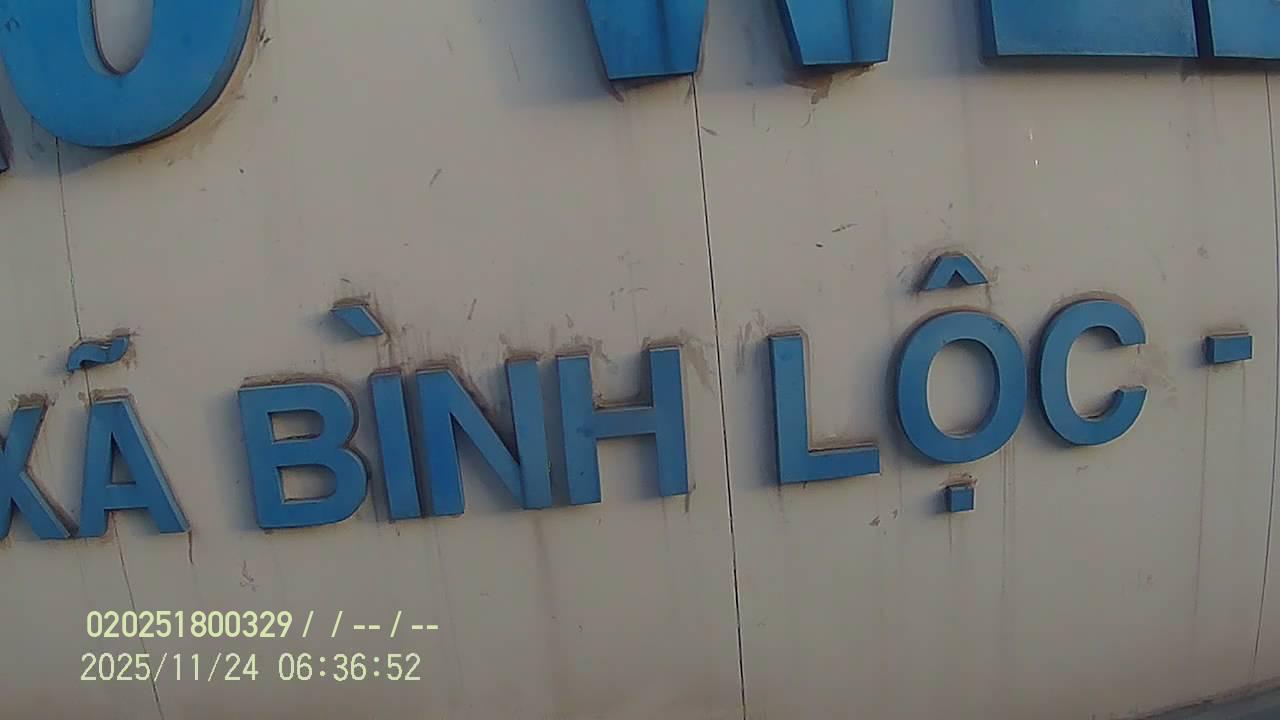 XÃ BÌNH LỘC -
020251800329 / / -- / --
2025/11/24 06:36:52